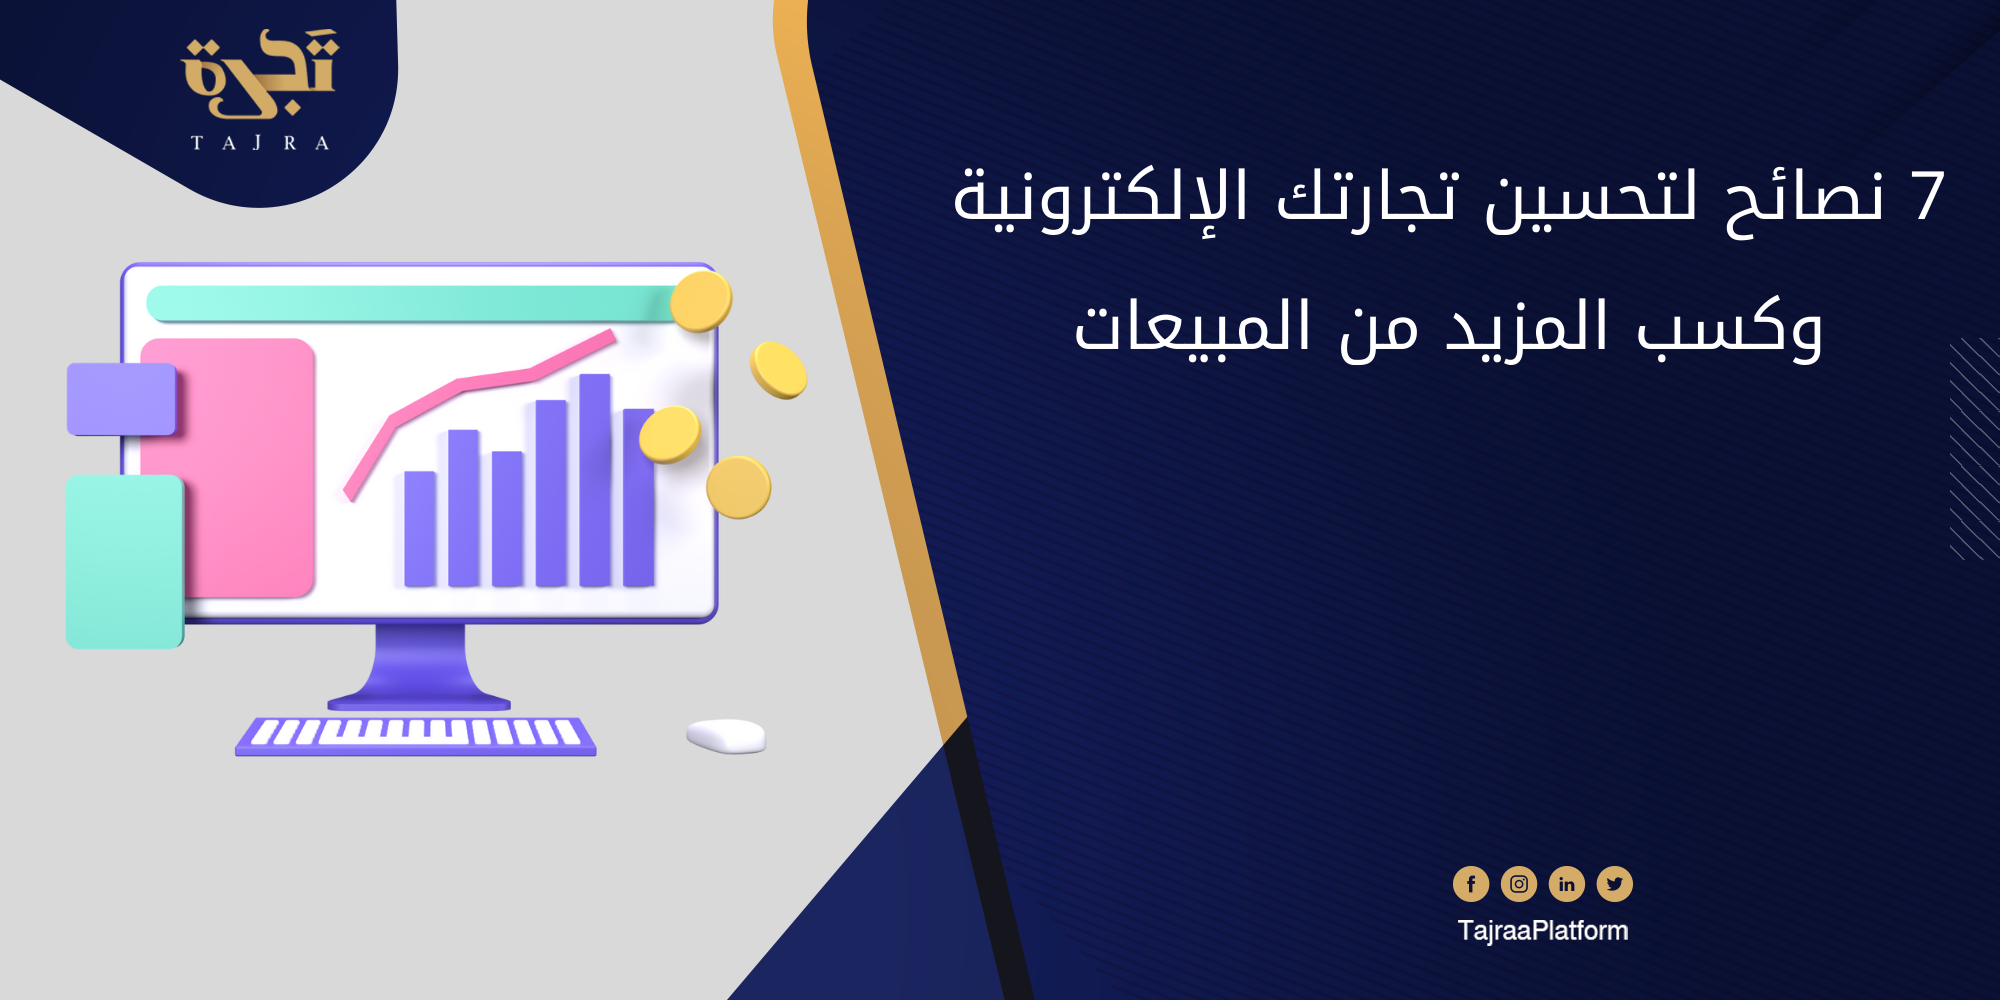 تجرة
TAJRA
7 نصائح لتحسين تجارتك الإلكترونية
وكسب المزيد من المبيعات
TajraaPlatform